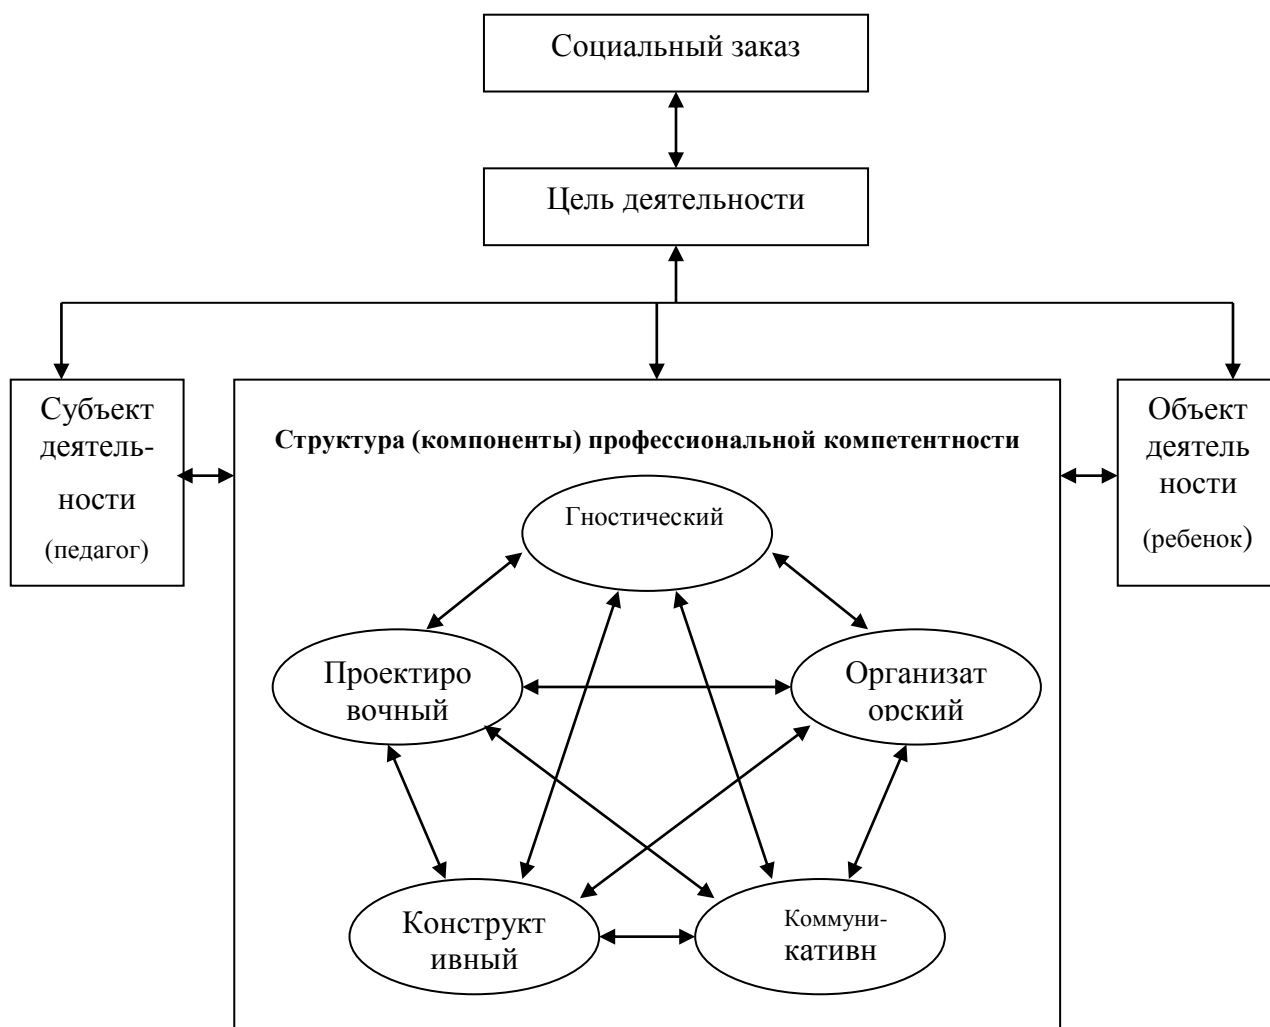 Социальный заказ
Цель деятельности
Субъект
деятель-
ности
(педагог)
Структура (компоненты) профессиональной компетентности
Объект
деятель
ности
(ребенок)
Гностический
Проектиро
вочный
Организат
орский
Конструкт
ивный
Коммуни-
кативн